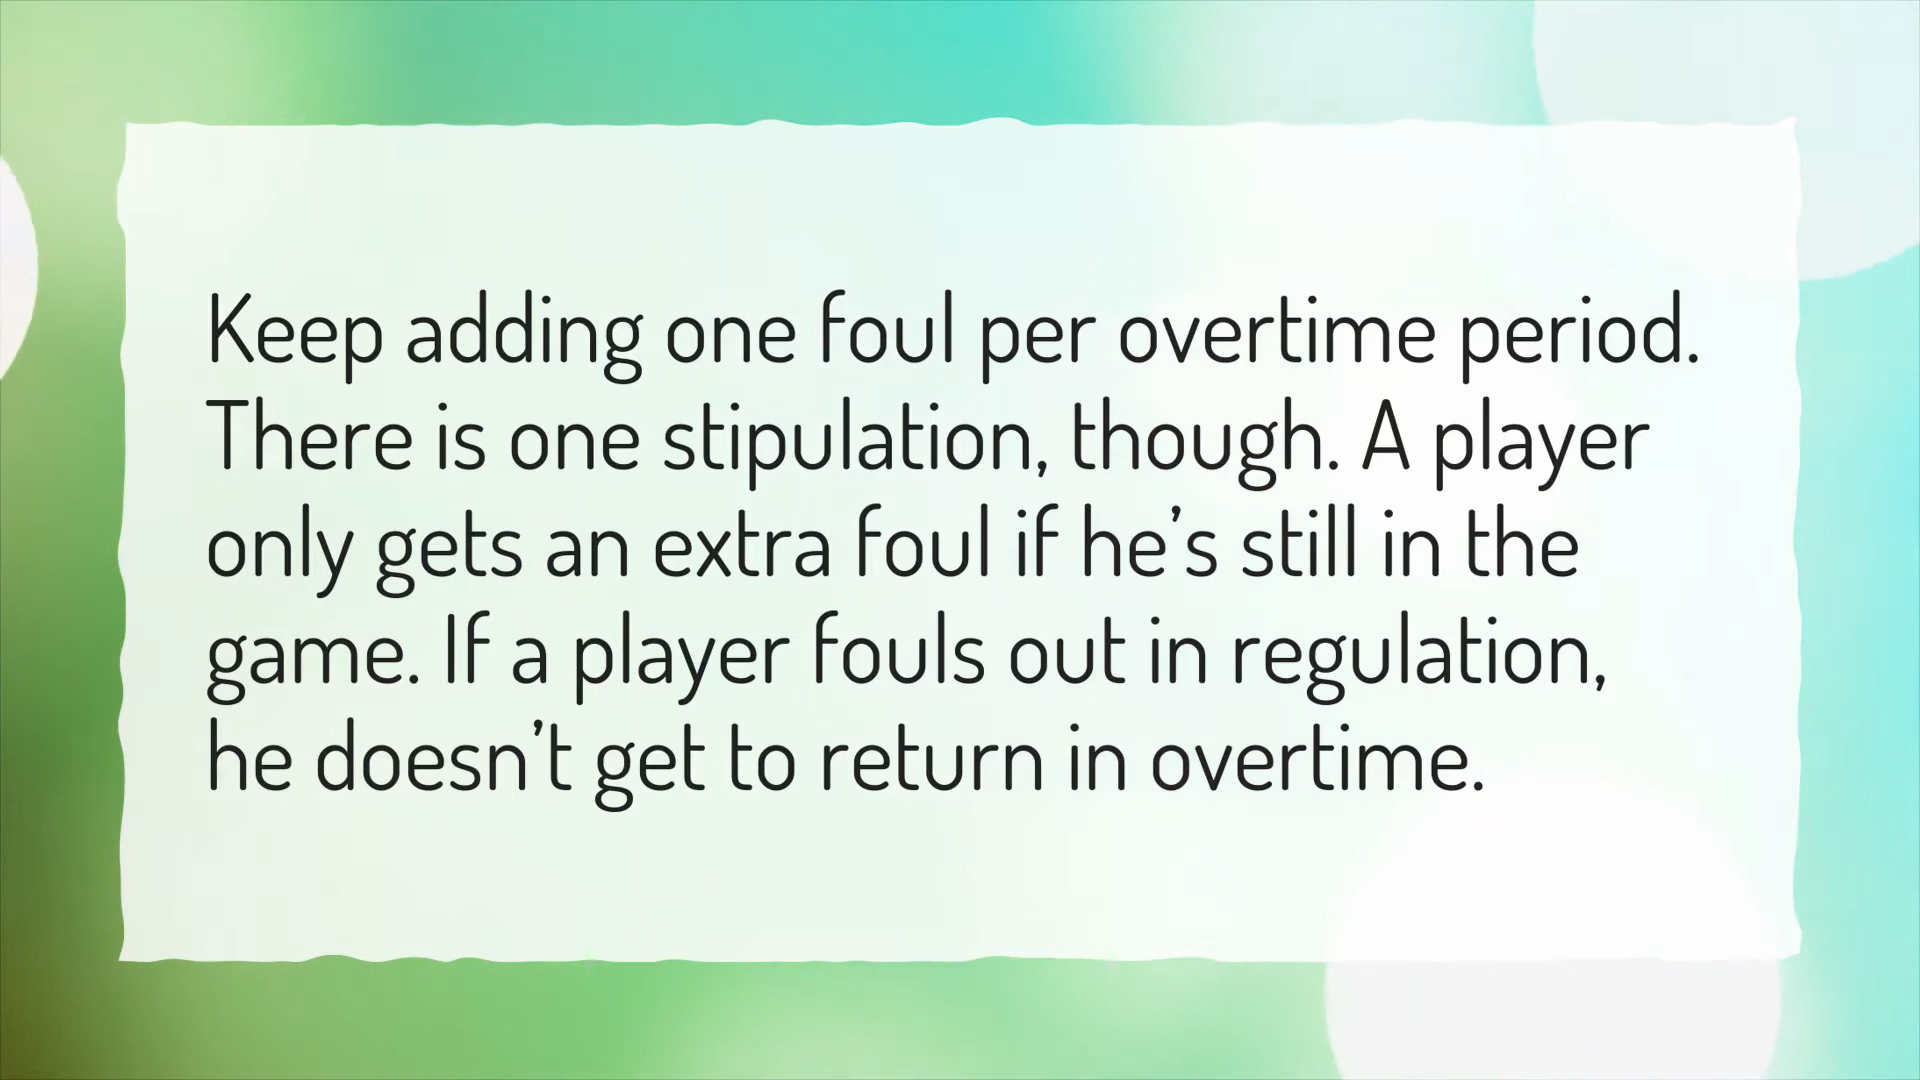 Keep adding one foul per overtime period.
There is one stipulation, though. A player
only gets an extra foul if he’s still in the
game. If a player fouls out in regulation,
he doesn’t get to return in overtime.